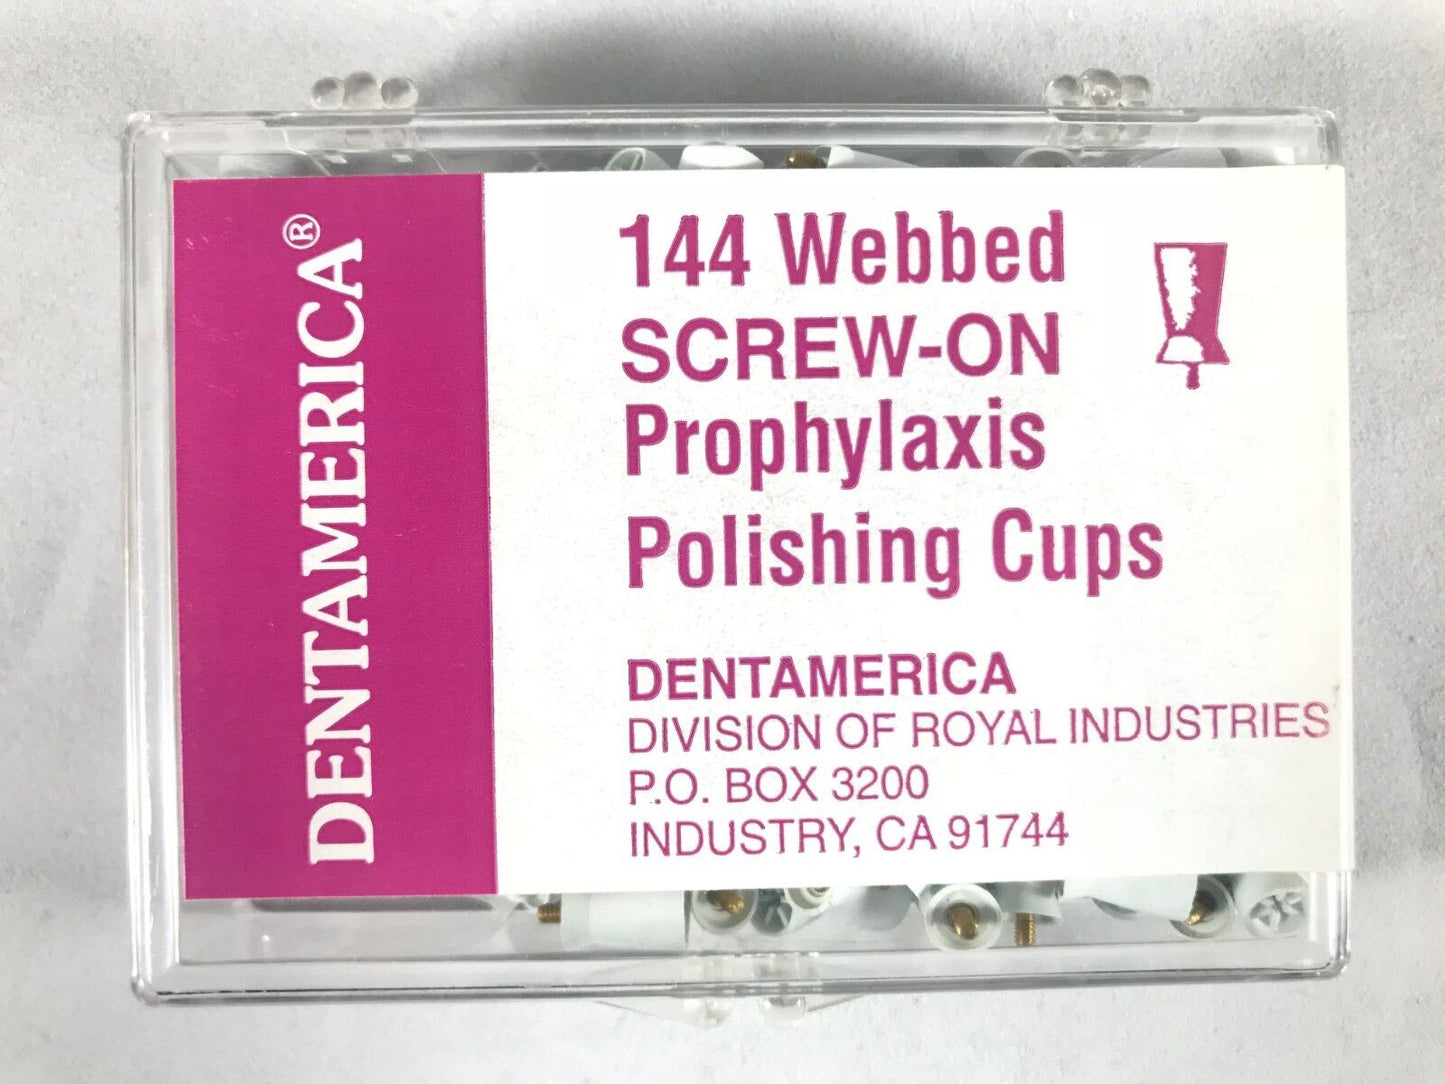 DENTAMERICA®
144 Webbed
SCREW-ON
Prophylaxis
Polishing Cups
DENTAMERICA
DIVISION OF ROYAL INDUSTRIES
P.O. BOX 3200
INDUSTRY, CA 91744